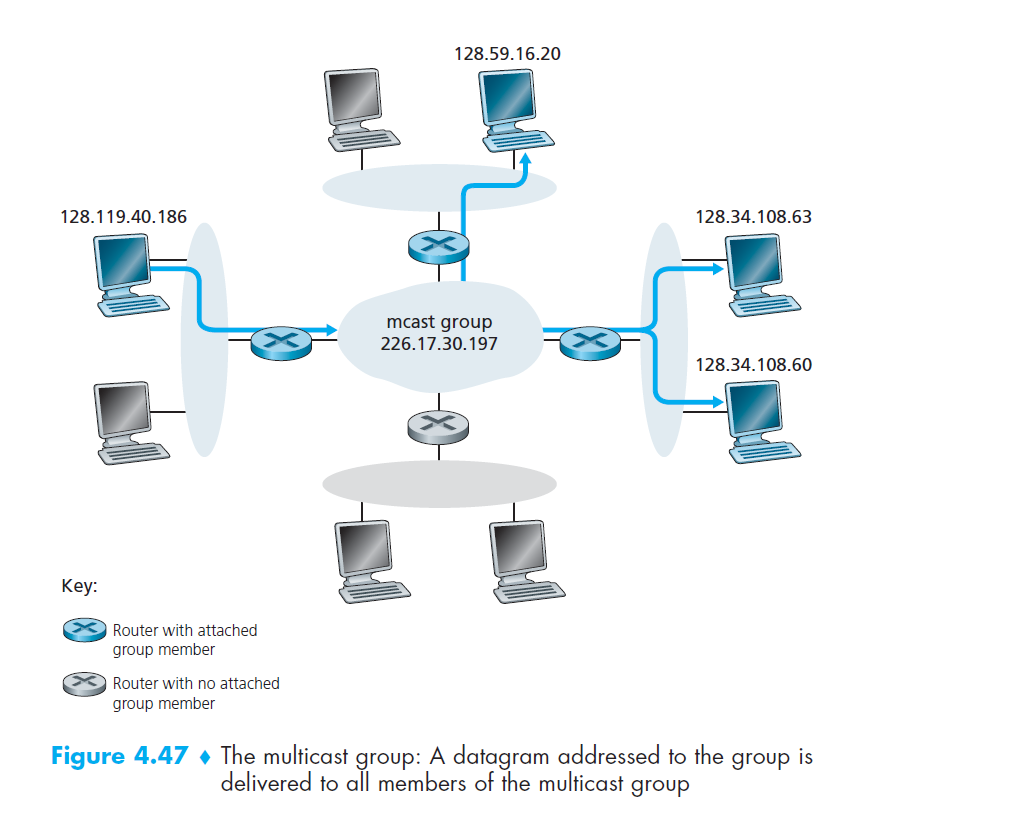 128.59.16.20
128.119.40.186
128.34.108.63
mcast group
226.17.30.197
128.34.108.60
Key:
Router with attached
group member
Router with no attached
group member
Figure 4.47 ♦ The multicast group: A datagram addressed to the group is
delivered to all members of the multicast group